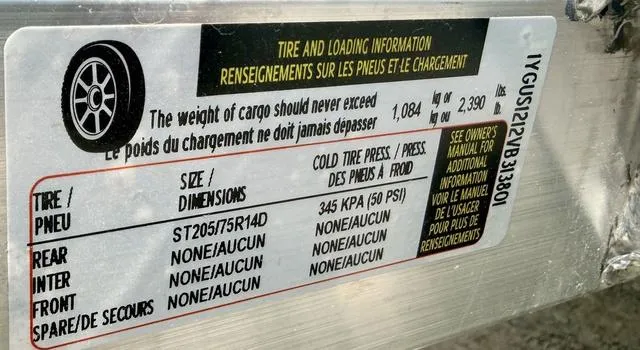 TIRE AND LOADING INFORMATION
RENSEIGNEMENTS SUR LES PNEUS ET LE CHARGEMENT
The weight of cargo should never exceed
Le poids du chargement ne doit jamais dépasser
1,084 kg or kg ou 2,390 lbs. lb.
TIRE / PNEU
SIZE / DIMENSIONS
COLD TIRE PRESS. / PRESS. DES PNEUS À FROID
REAR ST205/75R14D 345 KPA (50 PSI)
INTER NONE/AUCUN NONE/AUCUN
FRONT NONE/AUCUN NONE/AUCUN
SPARE/DE SECOURS NONE/AUCUN NONE/AUCUN
SEE OWNER'S
MANUAL FOR
ADDITIONAL
INFORMATION
VOIR LE MANUEL
DE L'USAGER
POUR PLUS DE
RENSEIGNEMENTS
1YGUS1212VB313801